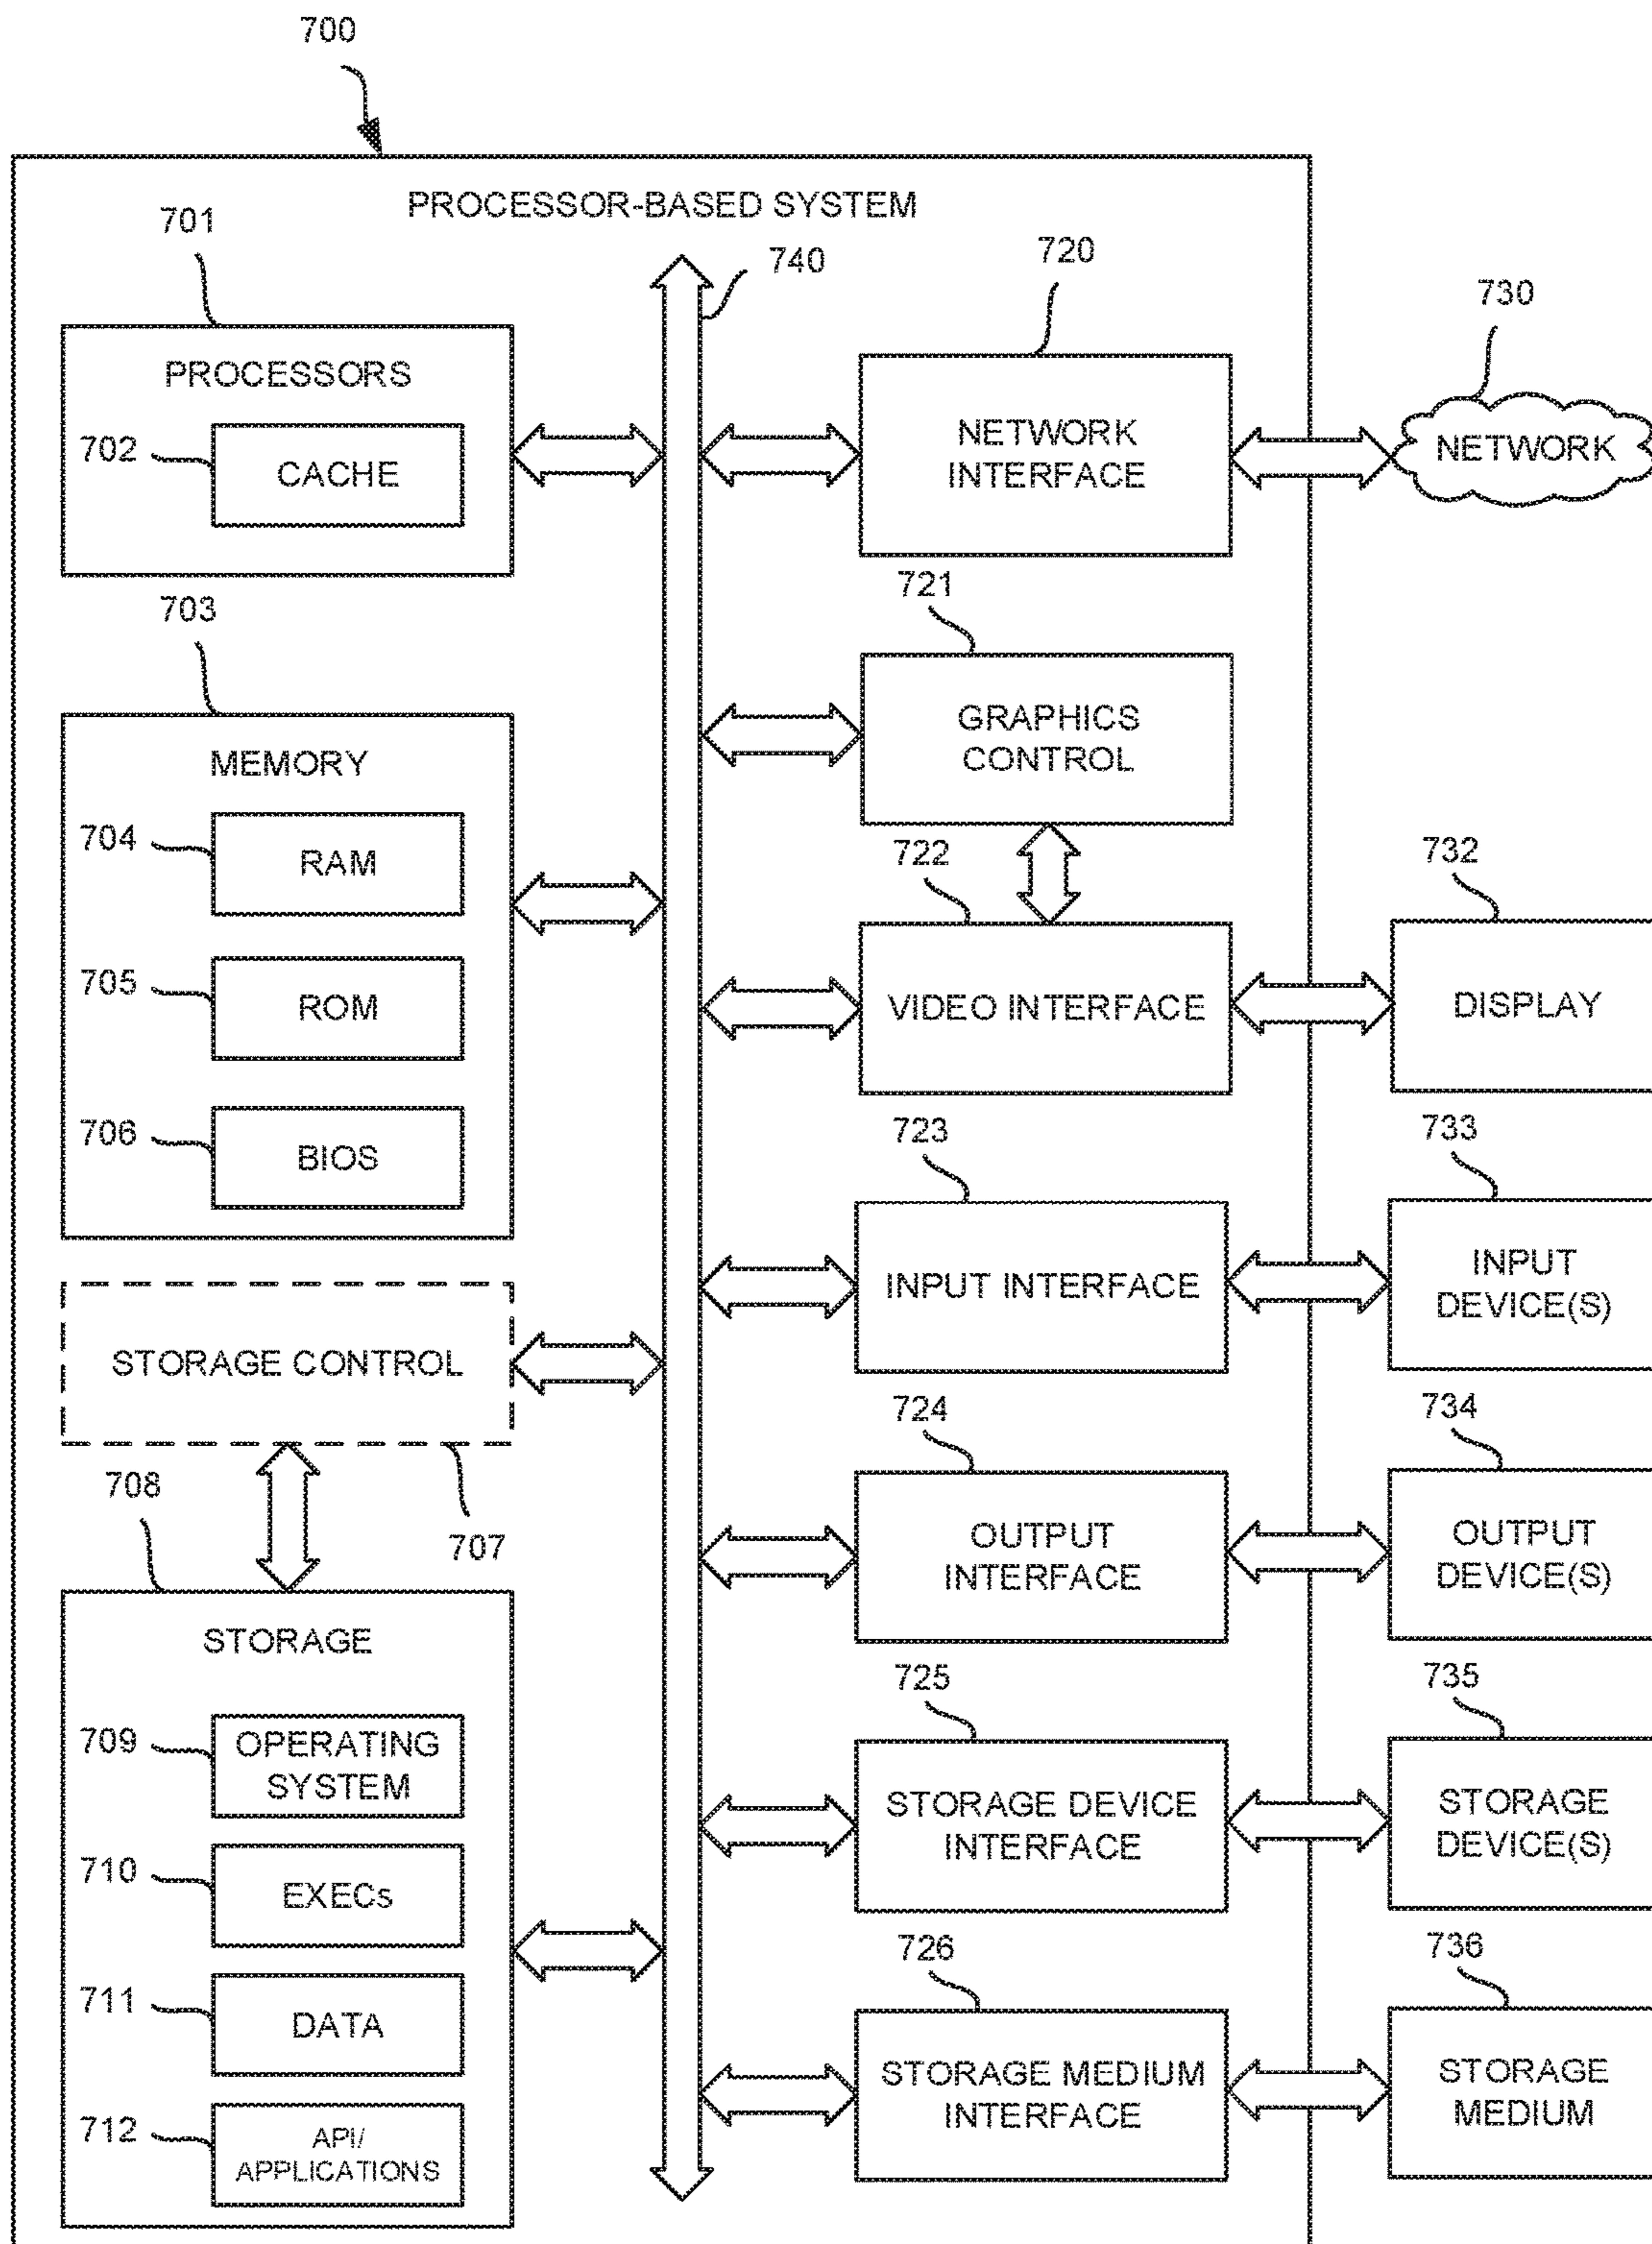 700
PROCESSOR-BASED SYSTEM
701
740
720
730
PROCESSORS
702
CACHE
NETWORK
INTERFACE
NETWORK
703
721
MEMORY
GRAPHICS
CONTROL
704
RAM
722
732
705
ROM
VIDEO INTERFACE
DISPLAY
706
BIOS
723
733
INPUT INTERFACE
INPUT
DEVICE(S)
STORAGE CONTROL
707
724
734
708
OUTPUT
INTERFACE
OUTPUT
DEVICE(S)
STORAGE
725
735
709
OPERATING
SYSTEM
STORAGE DEVICE
INTERFACE
STORAGE
DEVICE(S)
710
EXECs
726
736
711
DATA
STORAGE MEDIUM
INTERFACE
STORAGE
MEDIUM
712
API/
APPLICATIONS